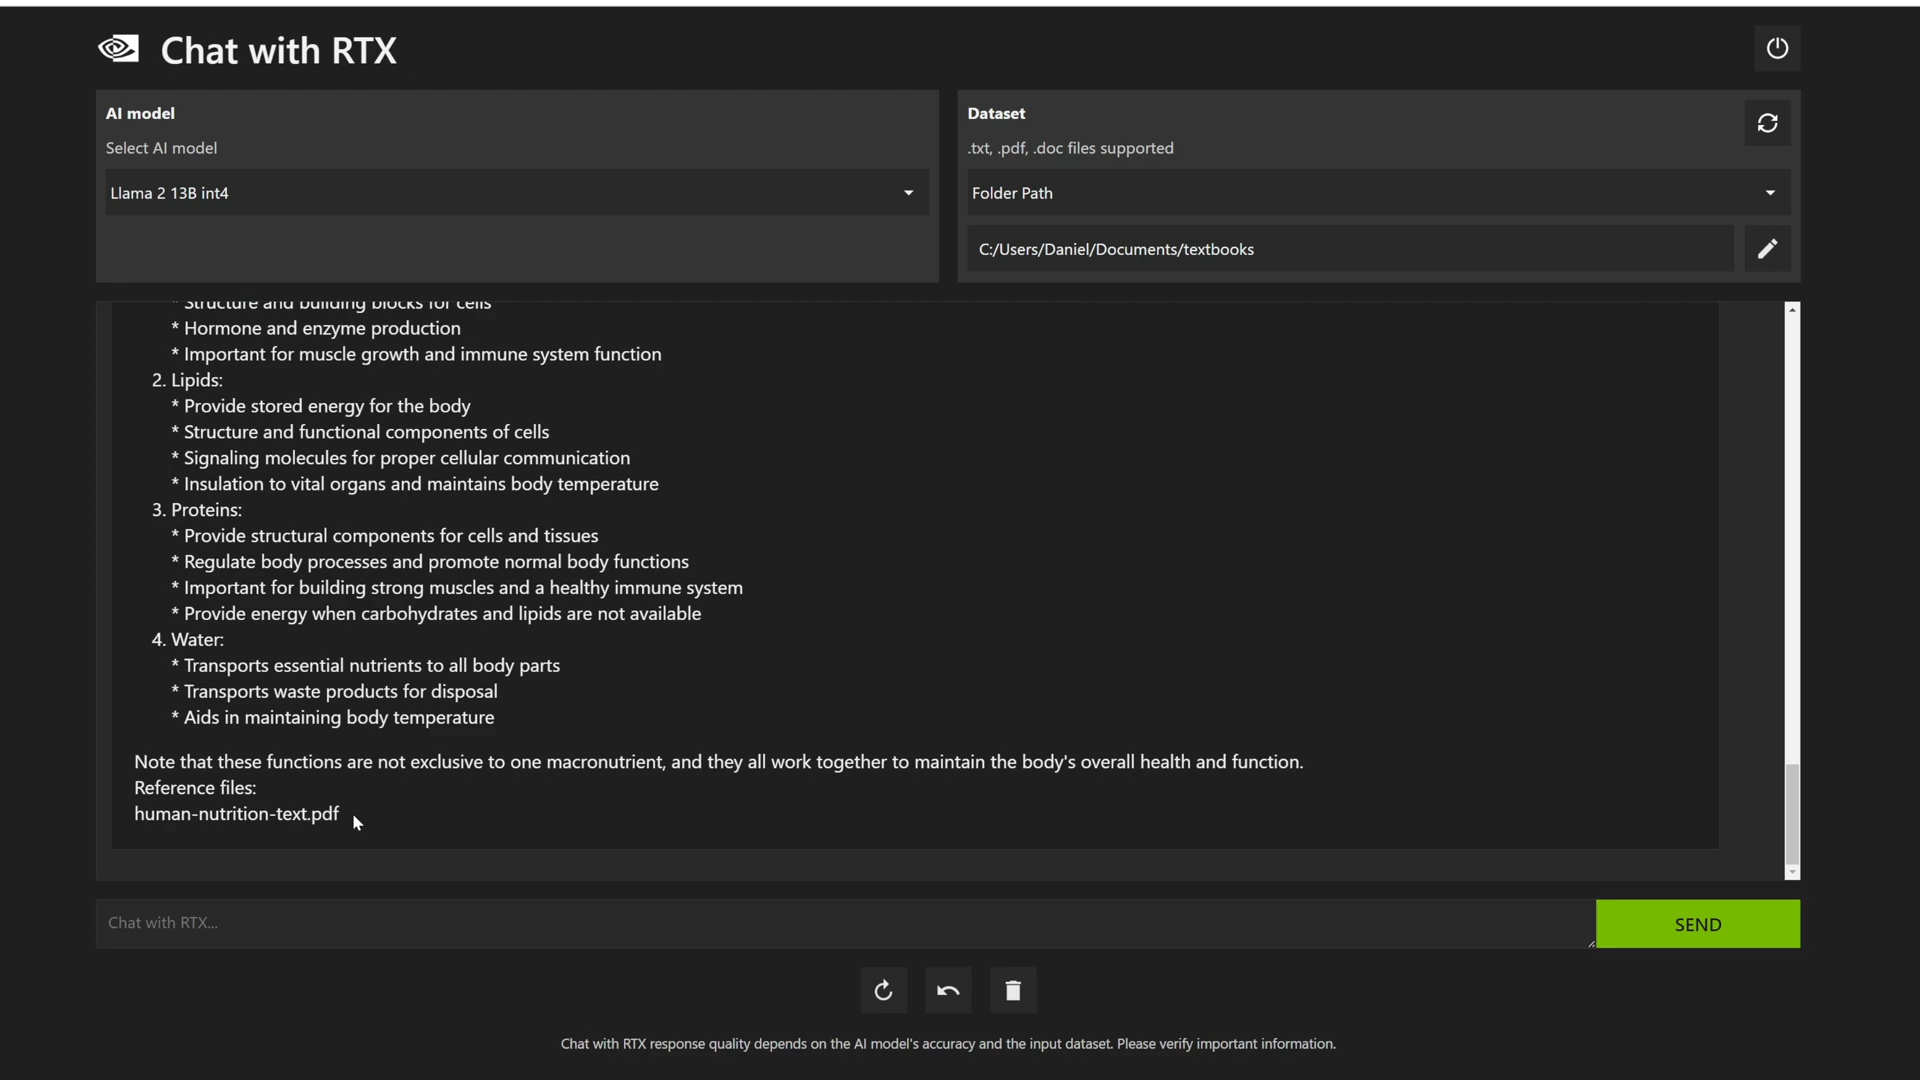 Chat with RTX
AI model
Select AI model
Llama 2 13B int4
Dataset
.txt, .pdf, .doc files supported
Folder Path
C:/Users/Daniel/Documents/textbooks
* Structure and building blocks for cells
* Hormone and enzyme production
* Important for muscle growth and immune system function
2. Lipids:
* Provide stored energy for the body
* Structure and functional components of cells
* Signaling molecules for proper cellular communication
* Insulation to vital organs and maintains body temperature
3. Proteins:
* Provide structural components for cells and tissues
* Regulate body processes and promote normal body functions
* Important for building strong muscles and a healthy immune system
* Provide energy when carbohydrates and lipids are not available
4. Water:
* Transports essential nutrients to all body parts
* Transports waste products for disposal
* Aids in maintaining body temperature
Note that these functions are not exclusive to one macronutrient, and they all work together to maintain the body's overall health and function.
Reference files:
human-nutrition-text.pdf
Chat with RTX...
SEND
Chat with RTX response quality depends on the AI model's accuracy and the input dataset. Please verify important information.